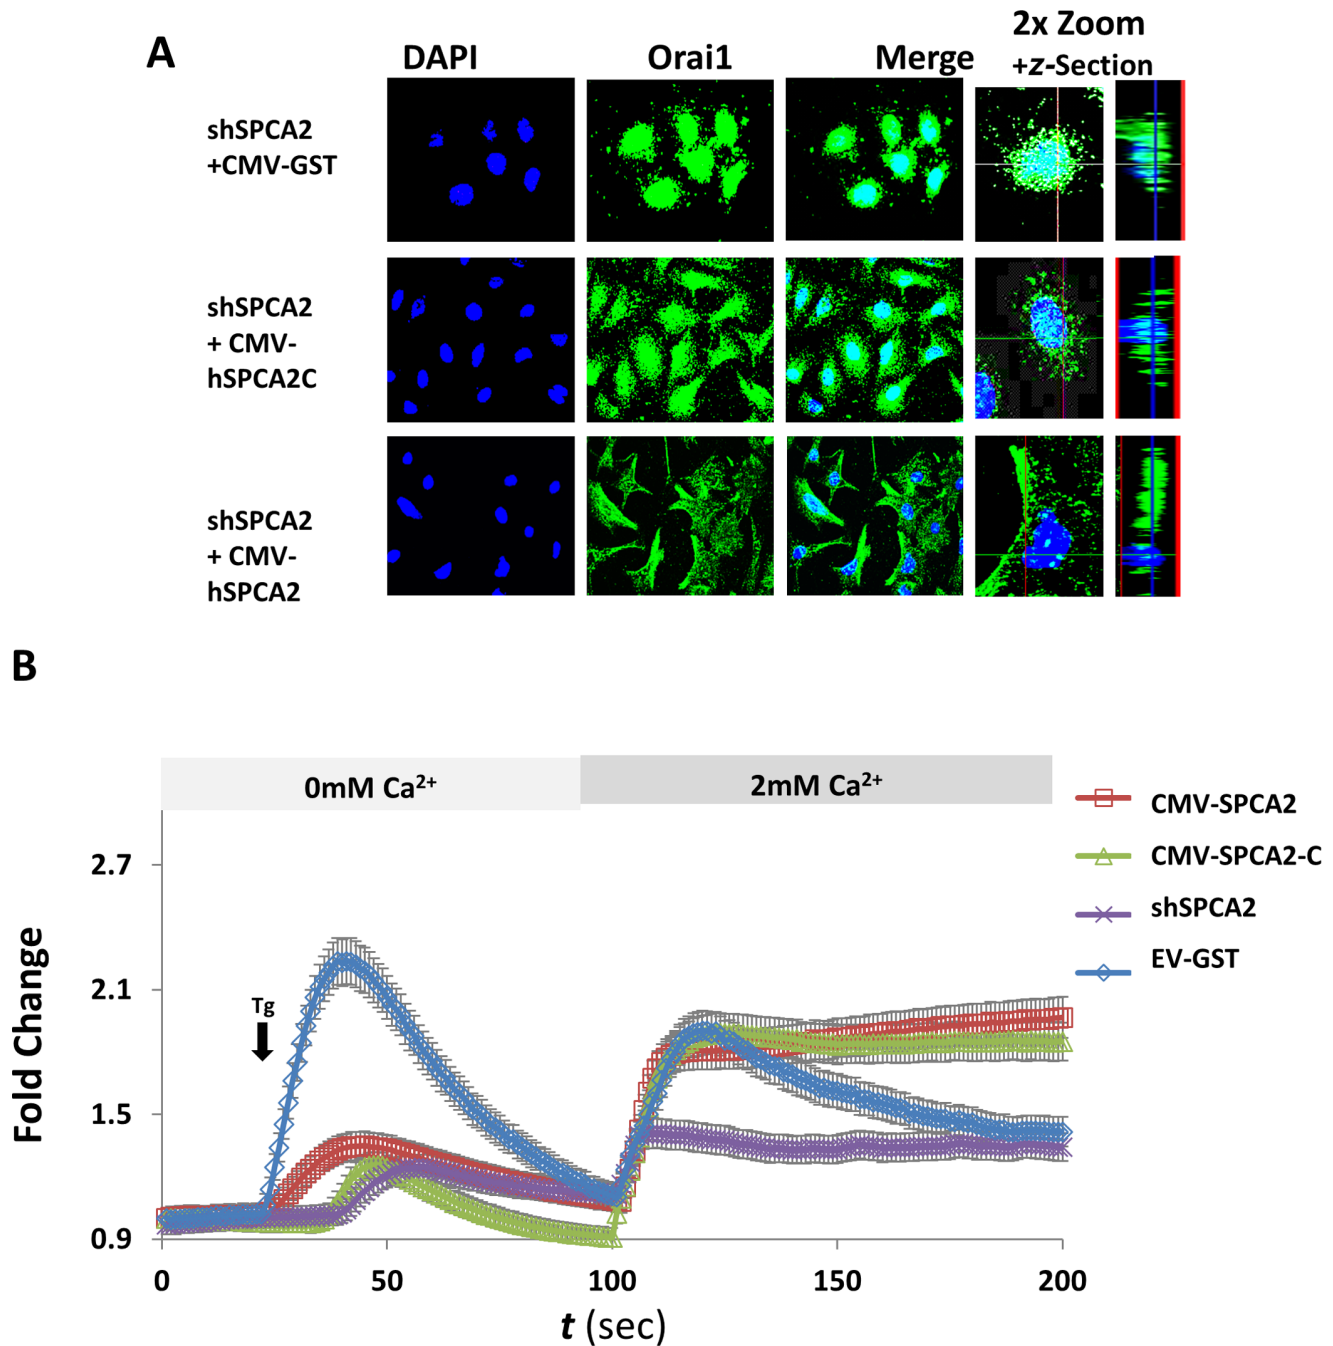 A
DAPI
Orai1
Merge
2x Zoom
+z-Section
shSPCA2
+CMV-GST
shSPCA2
+ CMV-
hSPCA2C
shSPCA2
+ CMV-
hSPCA2
B
0mM Ca²⁺
2mM Ca²⁺
CMV-SPCA2
CMV-SPCA2-C
shSPCA2
EV-GST
Fold Change
2.7
2.1
1.5
0.9
Tg
0
50
100
150
200
t (sec)